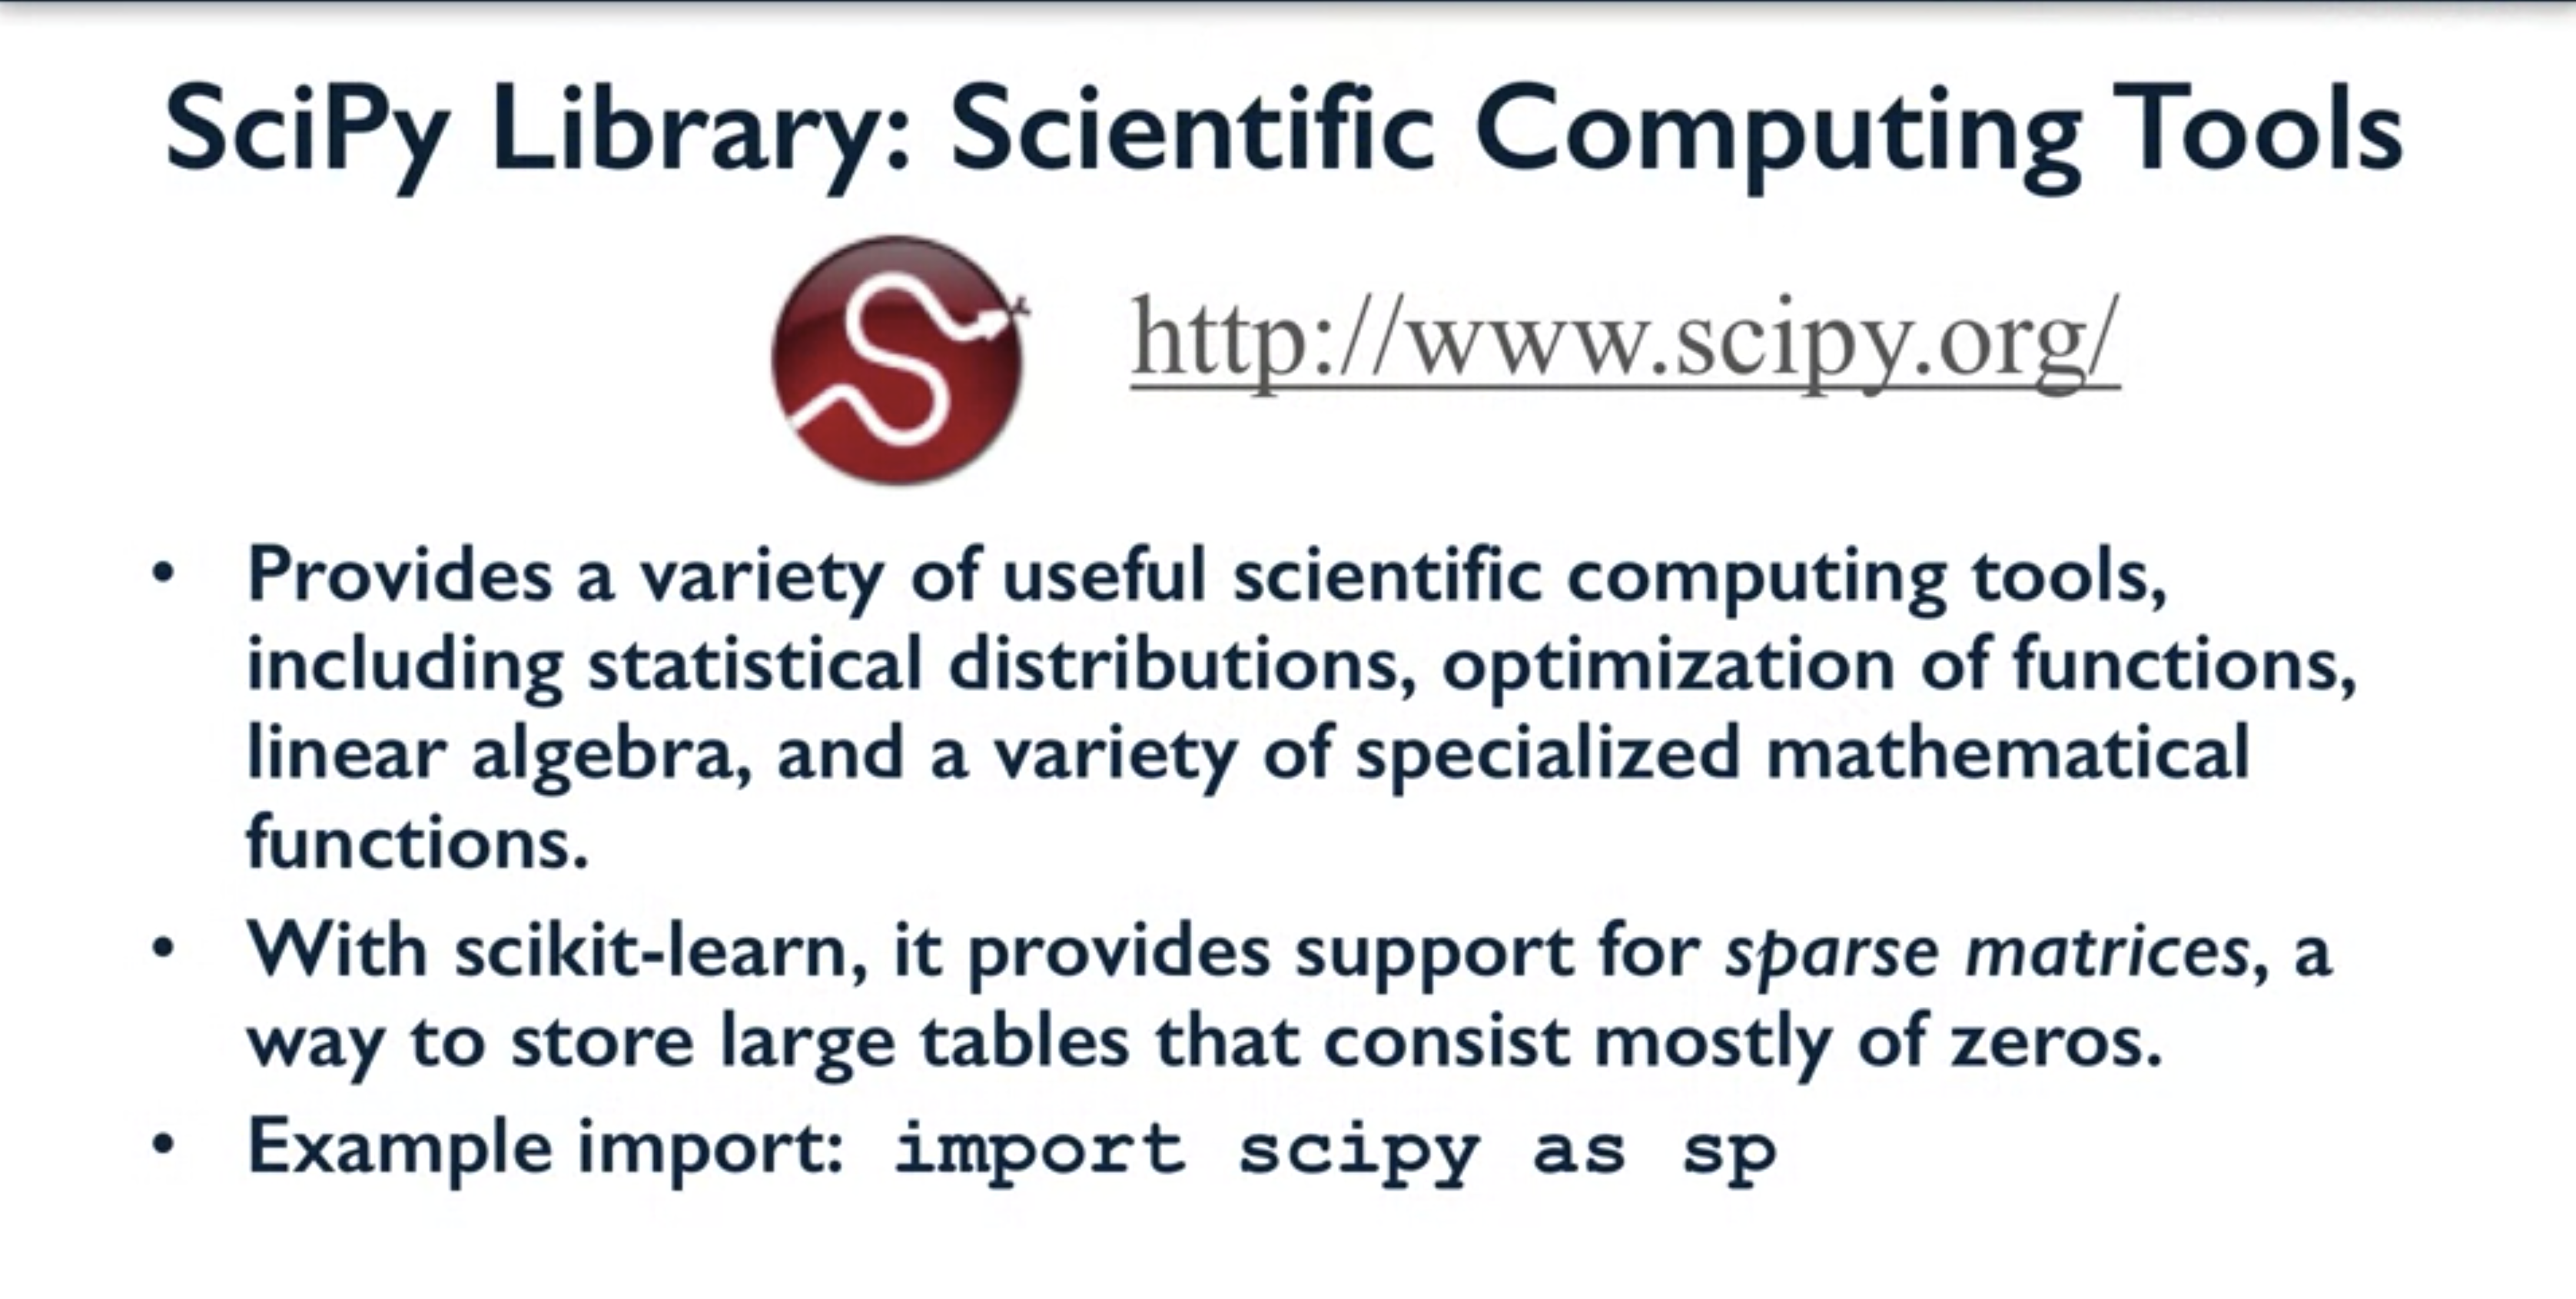 SciPy Library: Scientific Computing Tools
http://www.scipy.org/
• Provides a variety of useful scientific computing tools,
including statistical distributions, optimization of functions,
linear algebra, and a variety of specialized mathematical
functions.
• With scikit-learn, it provides support for sparse matrices, a
way to store large tables that consist mostly of zeros.
• Example import: import scipy as sp